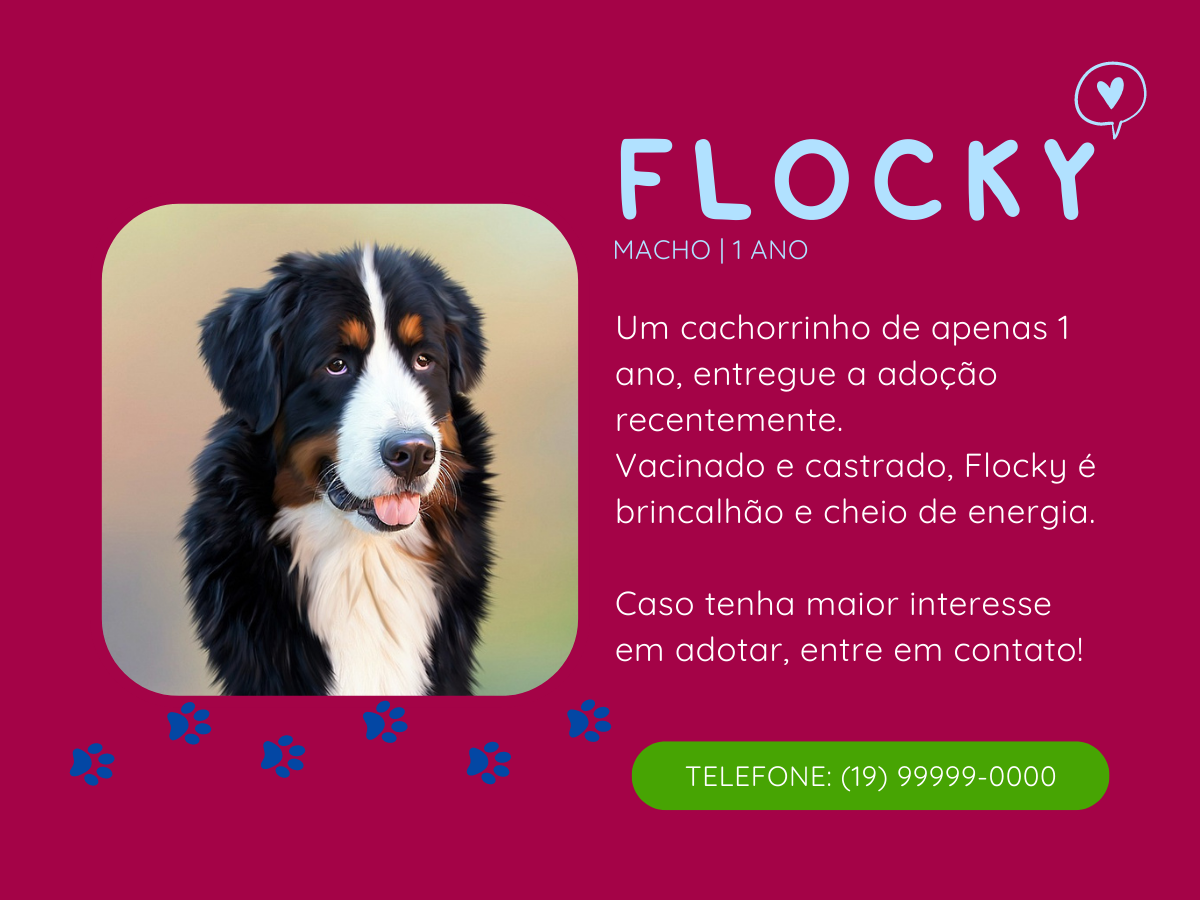 FLOCKY
MACHO | 1 ANO
Um cachorrinho de apenas 1
ano, entregue a adoção
recentemente.
Vacinado e castrado, Flocky é
brincalhão e cheio de energia.
Caso tenha maior interesse
em adotar, entre em contato!
TELEFONE: (19) 99999-0000